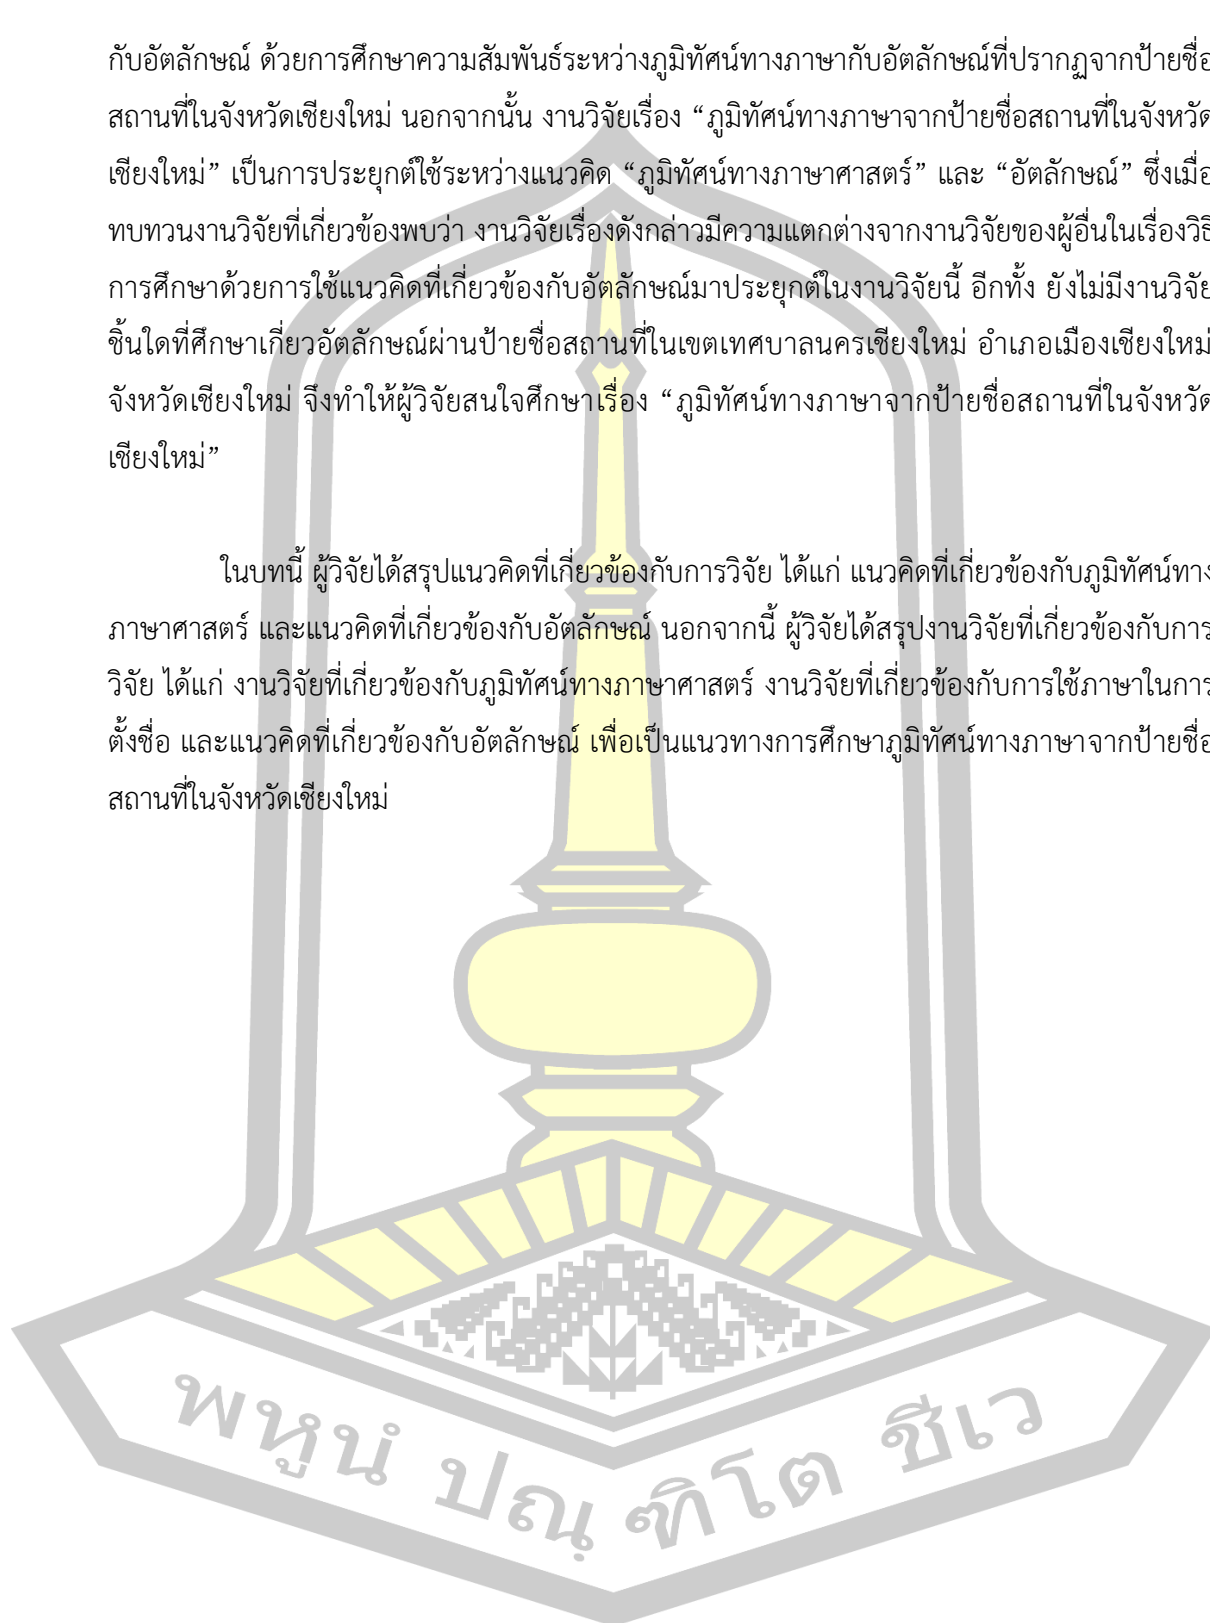 กับอัตลักษณ์ ด้วยการศึกษาความสัมพันธ์ระหว่างภูมิทัศน์ทางภาษากับอัตลักษณ์ที่ปรากฏจากป้ายชื่อ
สถานที่ในจังหวัดเชียงใหม่ นอกจากนั้น งานวิจัยเรื่อง “ภูมิทัศน์ทางภาษาจากป้ายชื่อสถานที่ในจังหวัด
เชียงใหม่” เป็นการประยุกต์ใช้ระหว่างแนวคิด “ภูมิทัศน์ทางภาษาศาสตร์” และ “อัตลักษณ์” ซึ่งเมื่อ
ทบทวนงานวิจัยที่เกี่ยวข้องพบว่า งานวิจัยเรื่องดังกล่าวมีความแตกต่างจากงานวิจัยของผู้อื่นในเรื่องวิธี
การศึกษาด้วยการใช้แนวคิดที่เกี่ยวข้องกับอัตลักษณ์มาประยุกต์ในงานวิจัยนี้ อีกทั้ง ยังไม่มีงานวิจัย
ชิ้นใดที่ศึกษาเกี่ยวอัตลักษณ์ผ่านป้ายชื่อสถานที่ในเขตเทศบาลนครเชียงใหม่ อำเภอเมืองเชียงใหม่
จังหวัดเชียงใหม่ จึงทำให้ผู้วิจัยสนใจศึกษาเรื่อง “ภูมิทัศน์ทางภาษาจากป้ายชื่อสถานที่ในจังหวัด
เชียงใหม่”
ในบทนี้ ผู้วิจัยได้สรุปแนวคิดที่เกี่ยวข้องกับการวิจัย ได้แก่ แนวคิดที่เกี่ยวข้องกับภูมิทัศน์ทาง
ภาษาศาสตร์ และแนวคิดที่เกี่ยวข้องกับอัตลักษณ์ นอกจากนี้ ผู้วิจัยได้สรุปงานวิจัยที่เกี่ยวข้องกับการ
วิจัย ได้แก่ งานวิจัยที่เกี่ยวข้องกับภูมิทัศน์ทางภาษาศาสตร์ งานวิจัยที่เกี่ยวข้องกับการใช้ภาษาในการ
ตั้งชื่อ และแนวคิดที่เกี่ยวข้องกับอัตลักษณ์ เพื่อเป็นแนวทางการศึกษาภูมิทัศน์ทางภาษาจากป้ายชื่อ
สถานที่ในจังหวัดเชียงใหม่
พหูนํ ปณฺฑิโต ชีเว